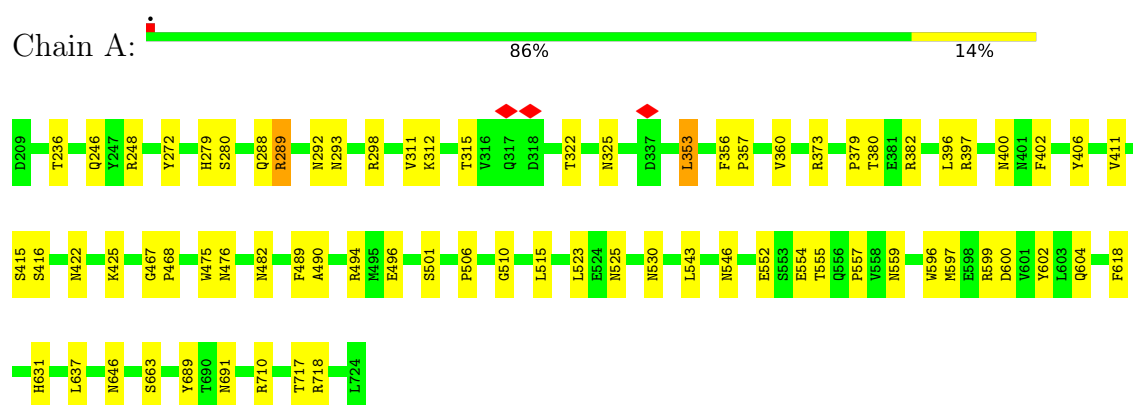 Chain A:
•
86% 14%
D209 T236 Q246 Y247 R248 Y272 H279 S280 Q288 R289 N292 N293 R298 V311 K312 T315 V316 Q317 D318 T322 N325 D337 L353 F356 P357 V360 R373 P379 T380 E381 R382 L396 R397 N400 N401 F402 Y406 V411
S415 S416 N422 K425 G467 P468 W475 N476 N482 F489 A490 R494 M495 E496 S501 P506 G510 L515 L523 E524 N525 N530 L543 N546 E552 S553 E554 T555 Q556 P557 V558 N559 W596 M597 E598 R599 D600 V601 Y602 L603 Q604 F618
H631 L637 N646 S663 Y689 T690 N691 R710 T717 R718 L724